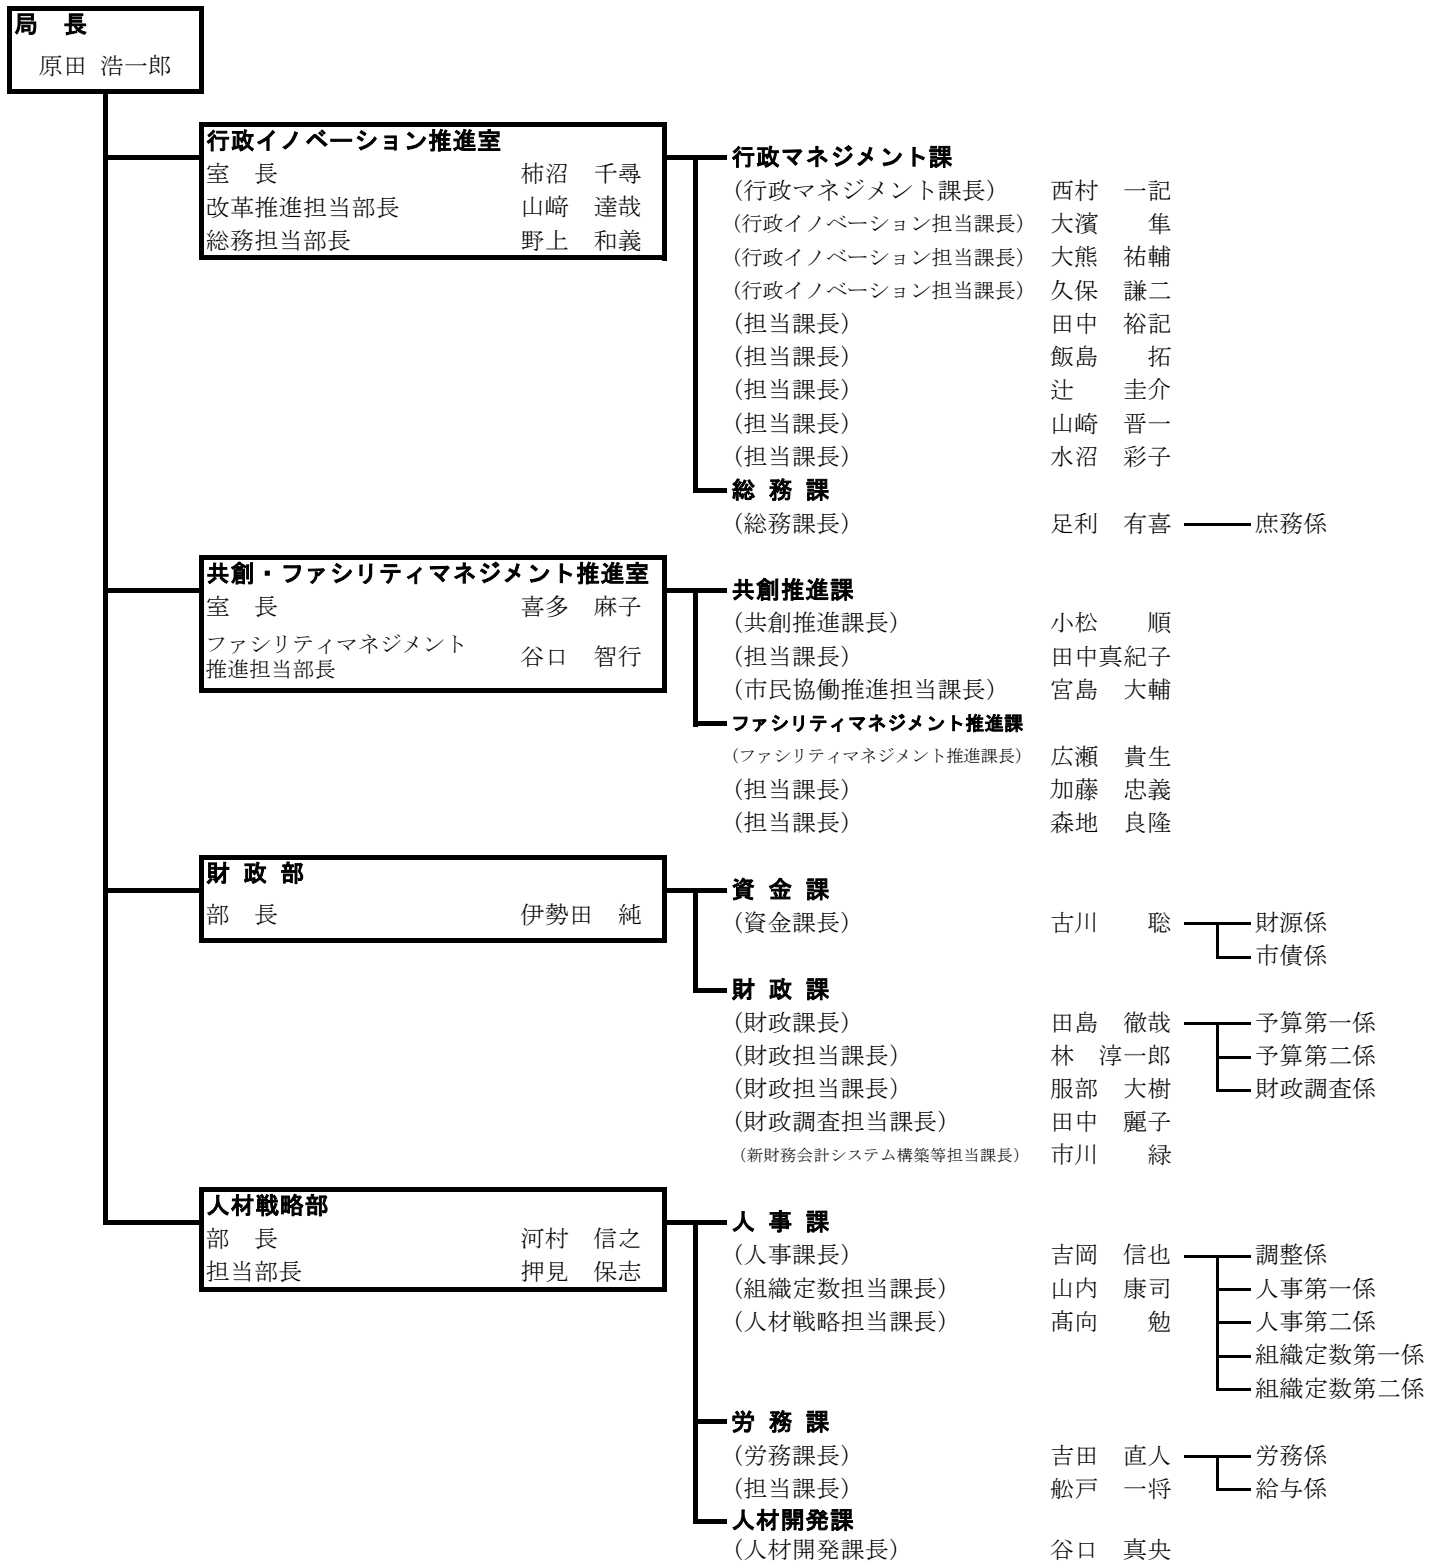 局　長
原田 浩一郎
行政イノベーション推進室
室　長　柿沼　千尋
改革推進担当部長　山﨑　達哉
総務担当部長　野上　和義
行政マネジメント課
(行政マネジメント課長)　西村　一記
(行政イノベーション担当課長)　大濱　　隼
(行政イノベーション担当課長)　大熊　祐輔
(行政イノベーション担当課長)　久保　謙二
(担当課長)　田中　裕記
(担当課長)　飯島　　拓
(担当課長)　辻　　圭介
(担当課長)　山崎　晋一
(担当課長)　水沼　彩子
総 務 課
(総務課長)　足利　有喜　庶務係
共創・ファシリティマネジメント推進室
室　長　喜多　麻子
ファシリティマネジメント
推進担当部長　谷口　智行
共創推進課
(共創推進課長)　小松　　順
(担当課長)　田中真紀子
(市民協働推進担当課長)　宮島　大輔
ファシリティマネジメント推進課
(ファシリティマネジメント推進課長)　広瀬　貴生
(担当課長)　加藤　忠義
(担当課長)　森地　良隆
財 政 部
部　長　伊勢田　純
資 金 課
(資金課長)　古川　　聡　財源係
市債係
財 政 課
(財政課長)　田島　徹哉　予算第一係
(財政担当課長)　林　淳一郎　予算第二係
(財政担当課長)　服部　大樹　財政調査係
(財政調査担当課長)　田中　麗子
(新財務会計システム構築等担当課長)　市川　　緑
人材戦略部
部　長　河村　信之
担当部長　押見　保志
人 事 課
(人事課長)　吉岡　信也　調整係
(組織定数担当課長)　山内　康司　人事第一係
(人材戦略担当課長)　髙向　　勉　人事第二係
組織定数第一係
組織定数第二係
労 務 課
(労務課長)　吉田　直人　労務係
(担当課長)　舩戸　一将　給与係
人材開発課
(人材開発課長)　谷口　真央